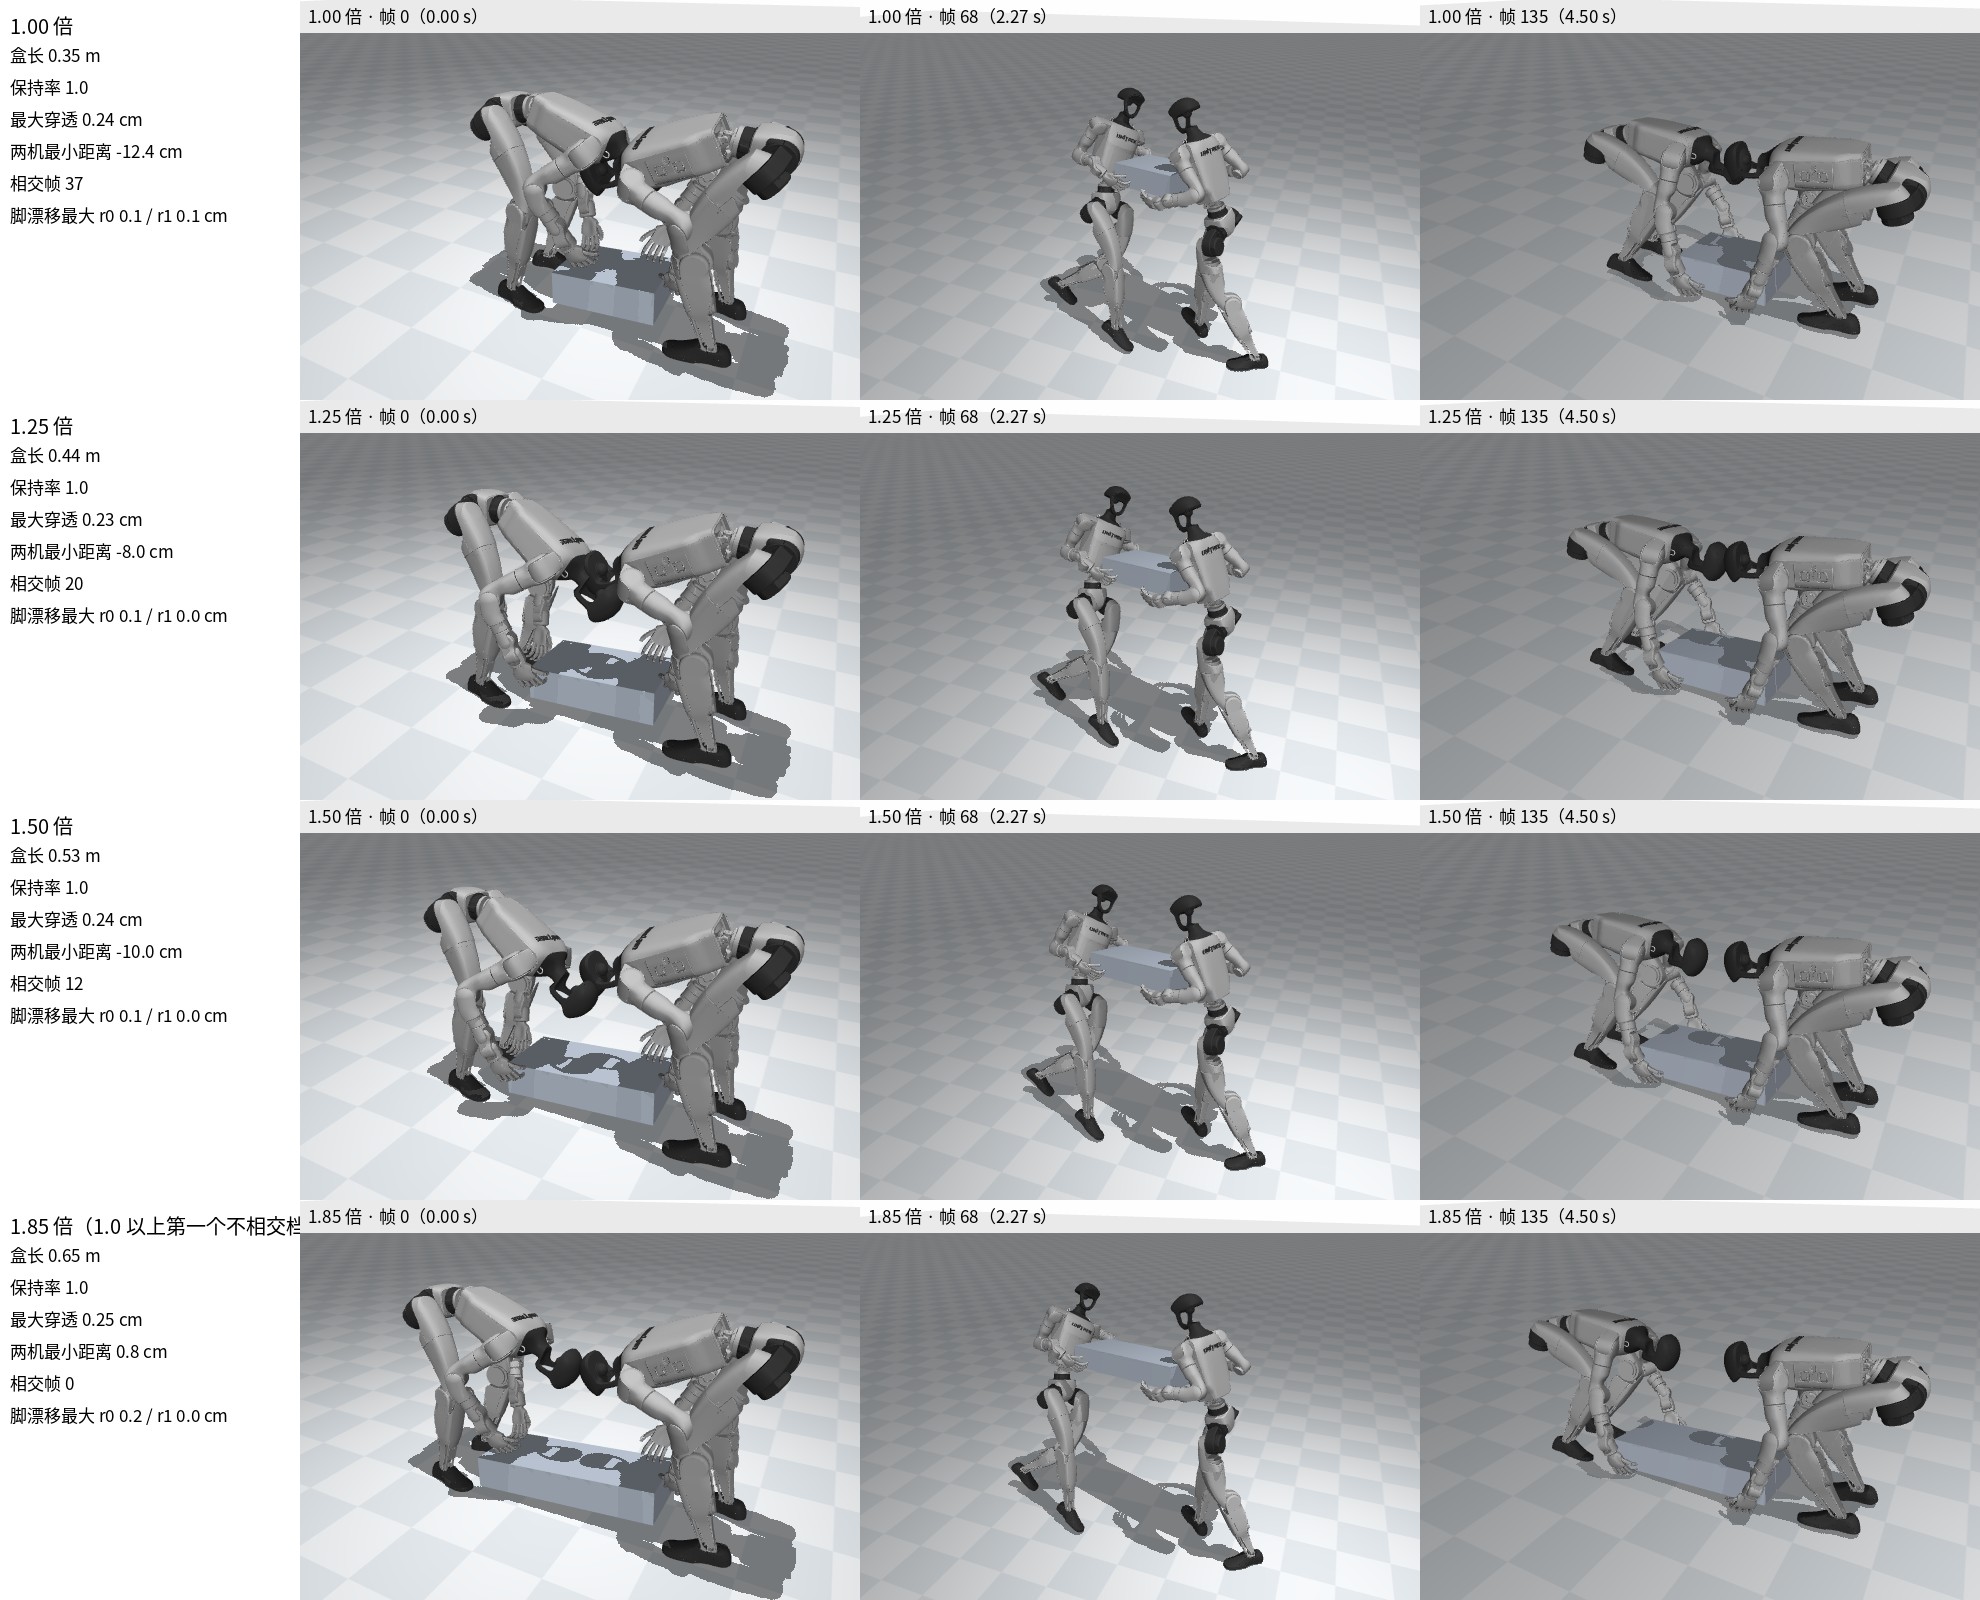 1.00 倍
盒长 0.35 m
保持率 1.0
最大穿透 0.24 cm
两机最小距离 -12.4 cm
相交帧 37
脚漂移最大 r0 0.1 / r1 0.1 cm
1.00 倍 · 帧 0（0.00 s）
1.00 倍 · 帧 68（2.27 s）
1.00 倍 · 帧 135（4.50 s）
1.25 倍
盒长 0.44 m
保持率 1.0
最大穿透 0.23 cm
两机最小距离 -8.0 cm
相交帧 20
脚漂移最大 r0 0.1 / r1 0.0 cm
1.25 倍 · 帧 0（0.00 s）
1.25 倍 · 帧 68（2.27 s）
1.25 倍 · 帧 135（4.50 s）
1.50 倍
盒长 0.53 m
保持率 1.0
最大穿透 0.24 cm
两机最小距离 -10.0 cm
相交帧 12
脚漂移最大 r0 0.1 / r1 0.0 cm
1.50 倍 · 帧 0（0.00 s）
1.50 倍 · 帧 68（2.27 s）
1.50 倍 · 帧 135（4.50 s）
1.85 倍（1.0 以上第一个不相交档
盒长 0.65 m
保持率 1.0
最大穿透 0.25 cm
两机最小距离 0.8 cm
相交帧 0
脚漂移最大 r0 0.2 / r1 0.0 cm
1.85 倍 · 帧 0（0.00 s）
1.85 倍 · 帧 68（2.27 s）
1.85 倍 · 帧 135（4.50 s）